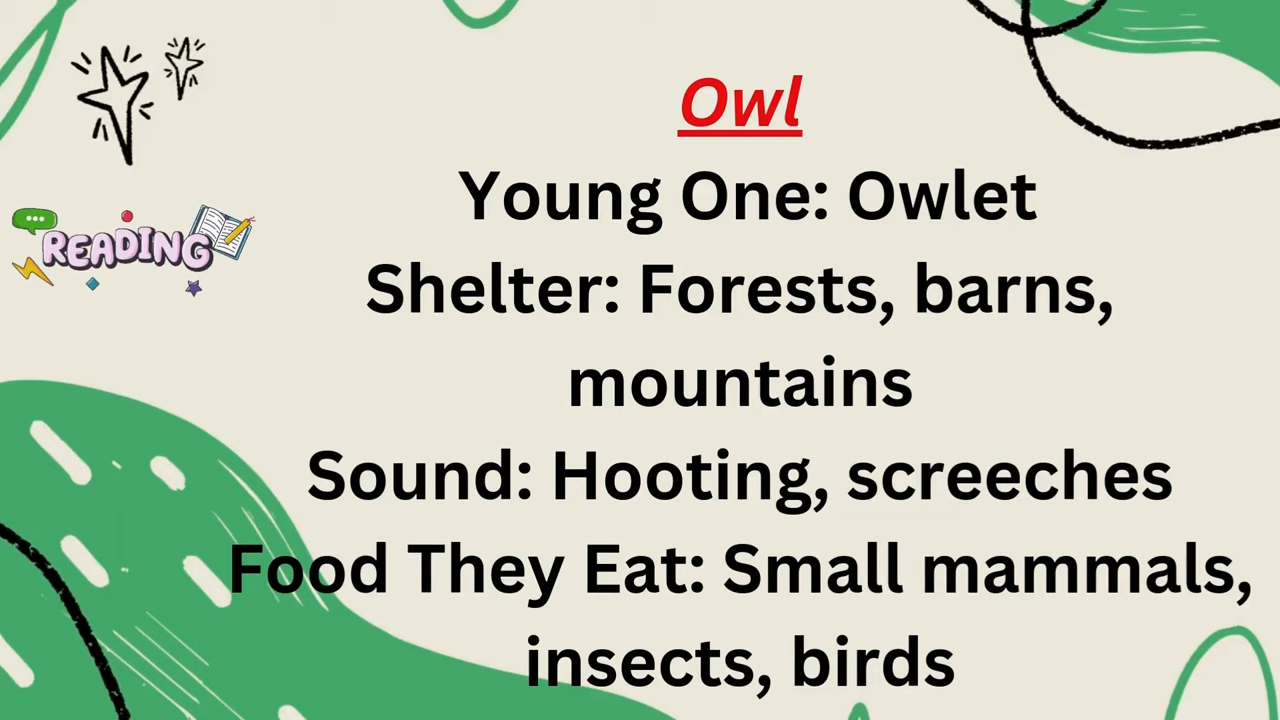 Owl
READING
Young One: Owlet
Shelter: Forests, barns,
mountains
Sound: Hooting, screeches
Food They Eat: Small mammals,
insects, birds